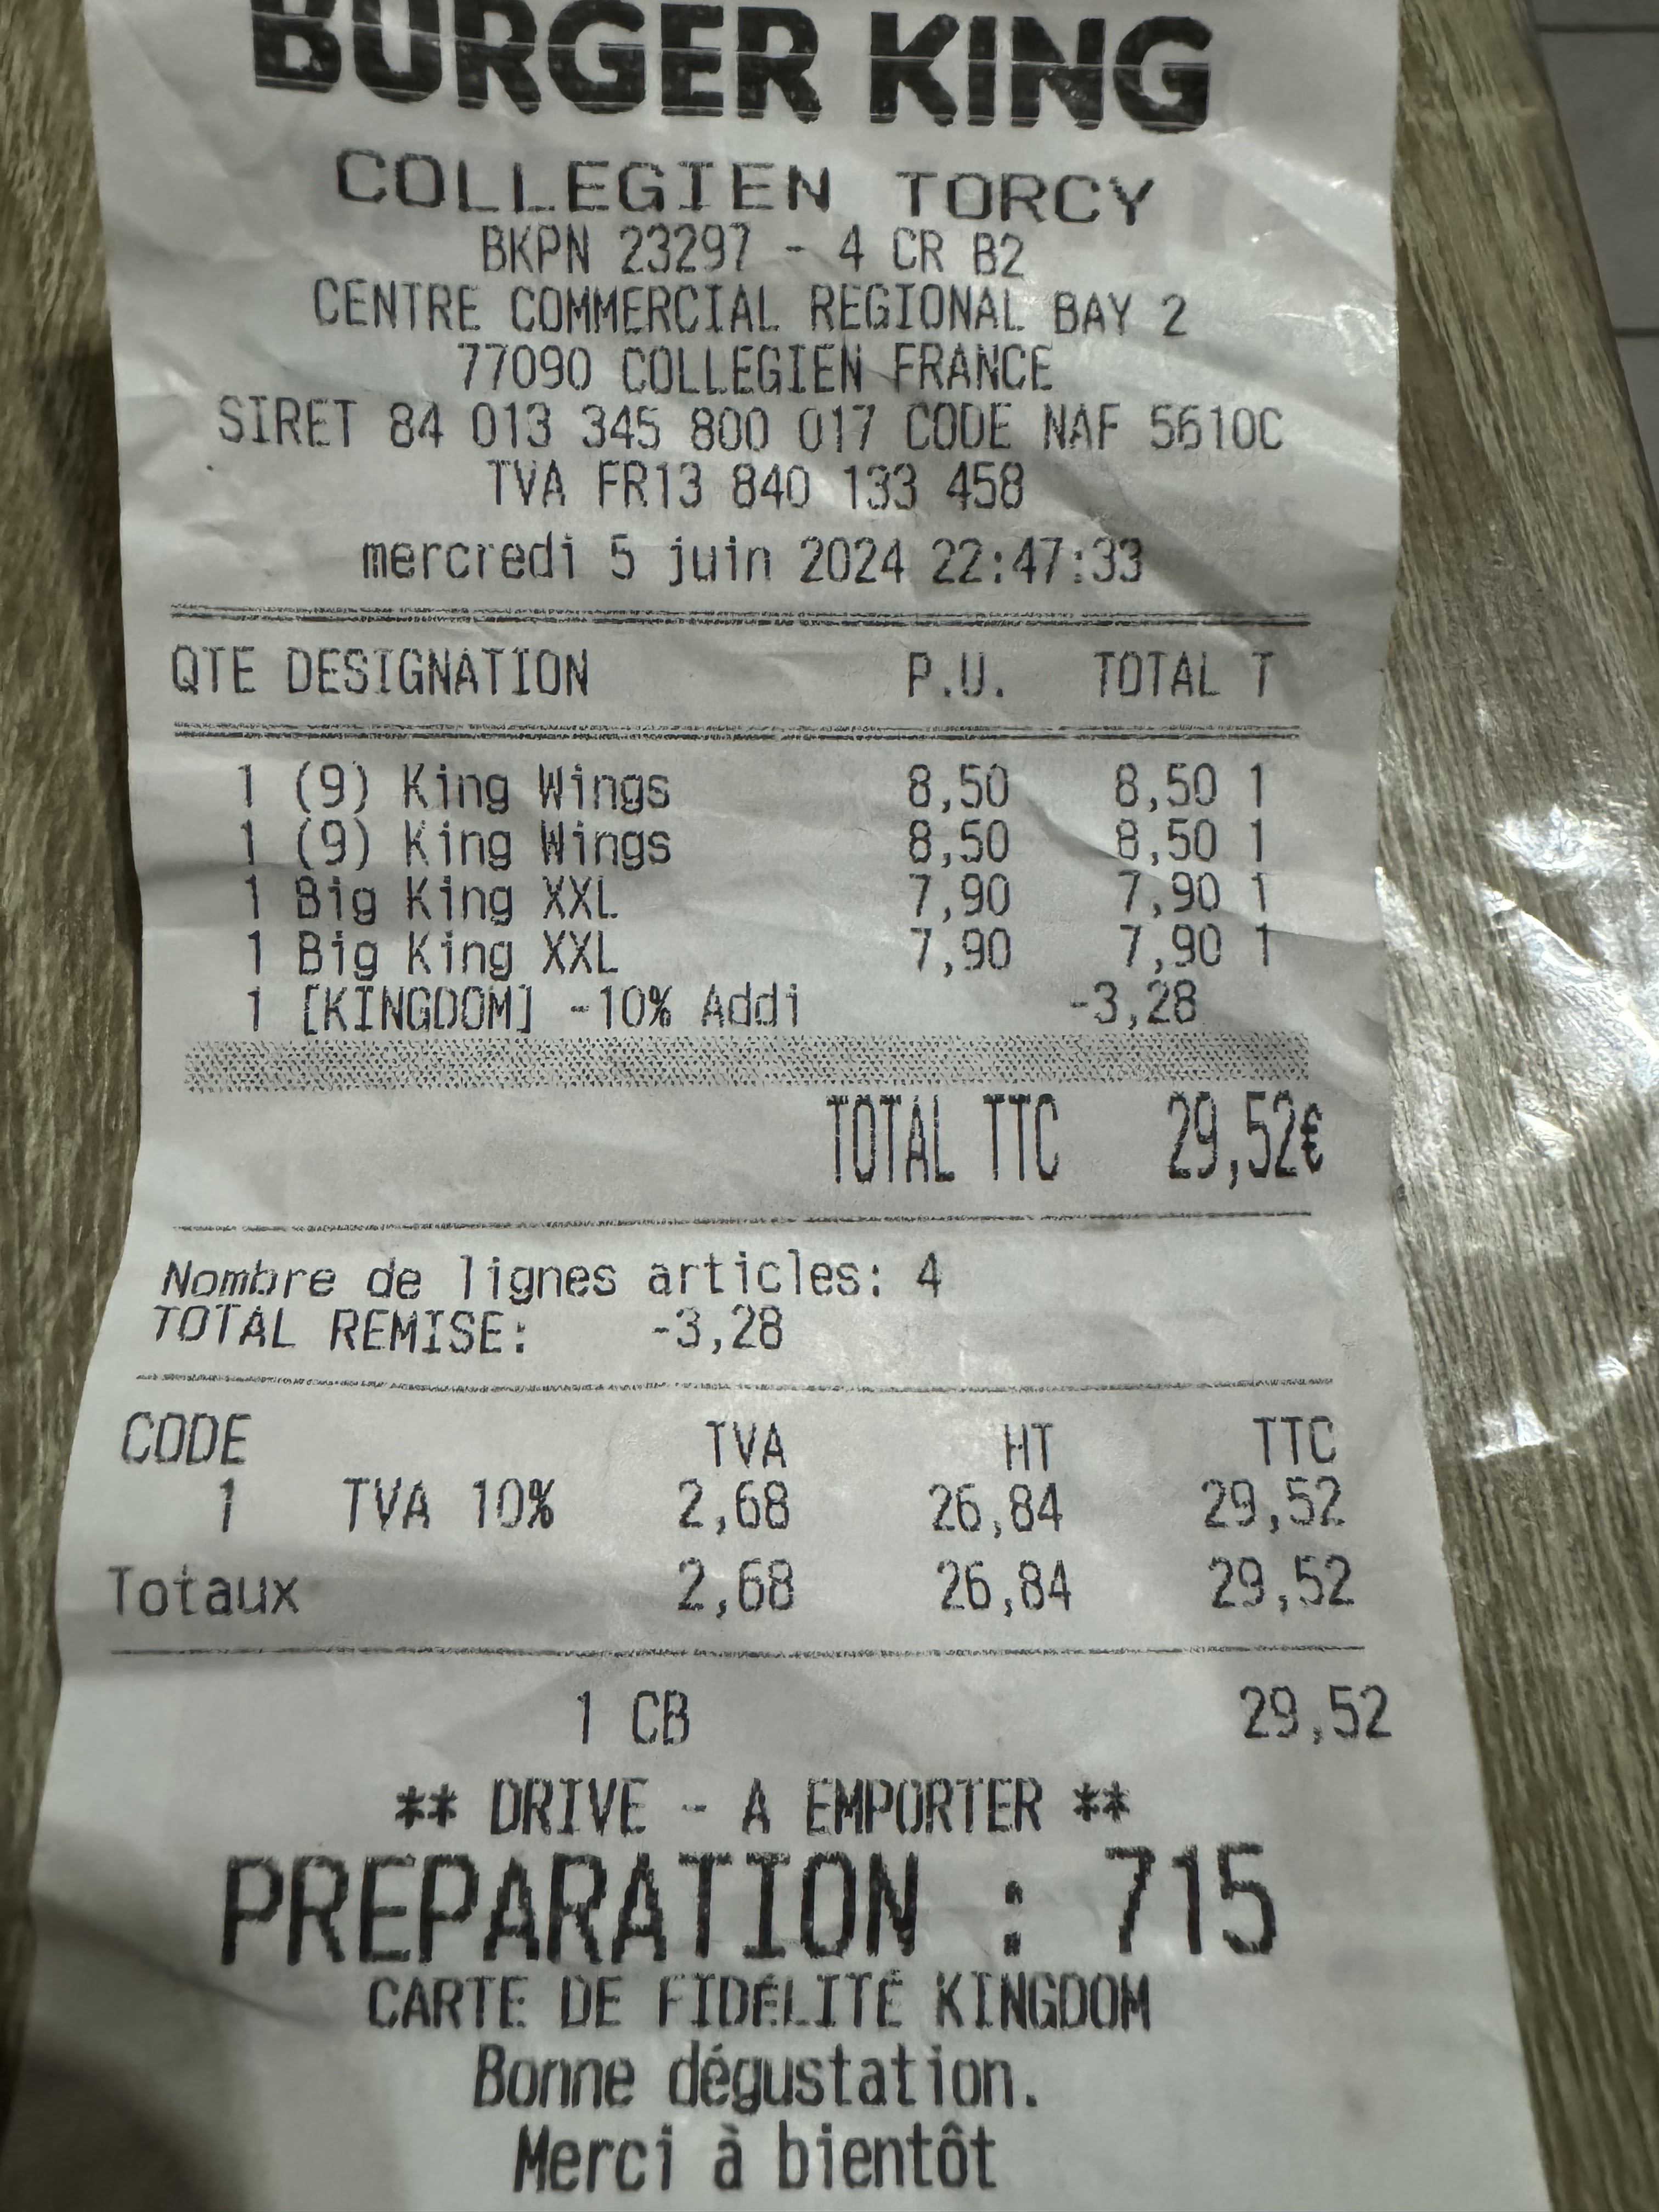 BURGER KING
COLLEGIEN TORCY
BKPN 23297 - 4 CR B2
CENTRE COMMERCIAL REGIONAL BAY 2
77090 COLLEGIEN FRANCE
SIRET 84 013 345 800 017 CODE NAF 5610C
TVA FR13 840 133 458
mercredi 5 juin 2024 22:47:33
QTE DESIGNATION P.U. TOTAL T
1 (9) King Wings 8,50 8,50 1
1 (9) King Wings 8,50 8,50 1
1 Big King XXL 7,90 7,90 1
1 Big King XXL 7,90 7,90 1
1 [KINGDOM] -10% Addi -3,28
TOTAL TTC 29,52€
Nombre de lignes articles: 4
TOTAL REMISE: -3,28
CODE TVA HT TTC
1 TVA 10% 2,68 26,84 29,52
Totaux 2,68 26,84 29,52
1 CB 29,52
** DRIVE - A EMPORTER **
PREPARATION : 715
CARTE DE FIDÉLITÉ KINGDOM
Bonne dégustation.
Merci à bientôt